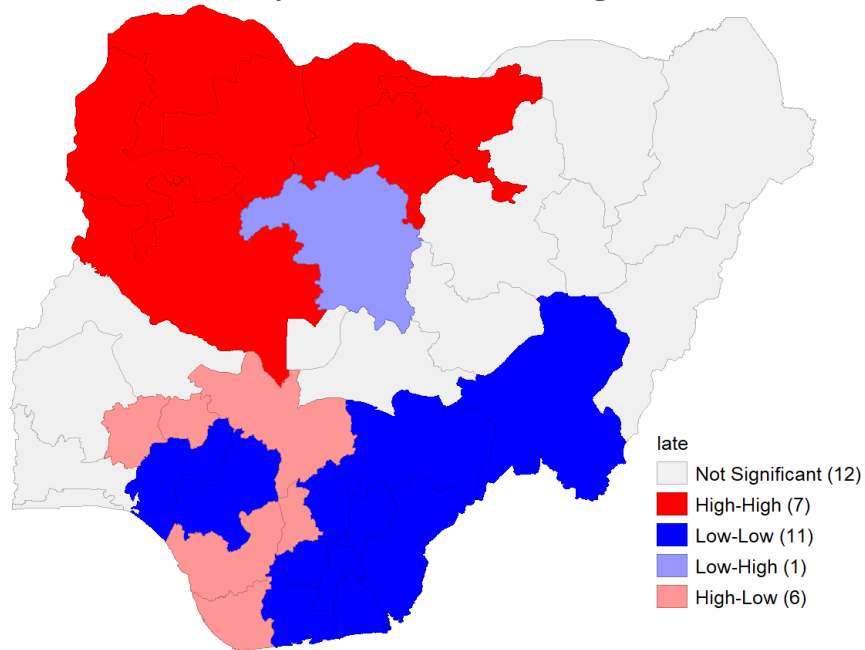 late
Not Significant (12)
High-High (7)
Low-Low (11)
Low-High (1)
High-Low (6)